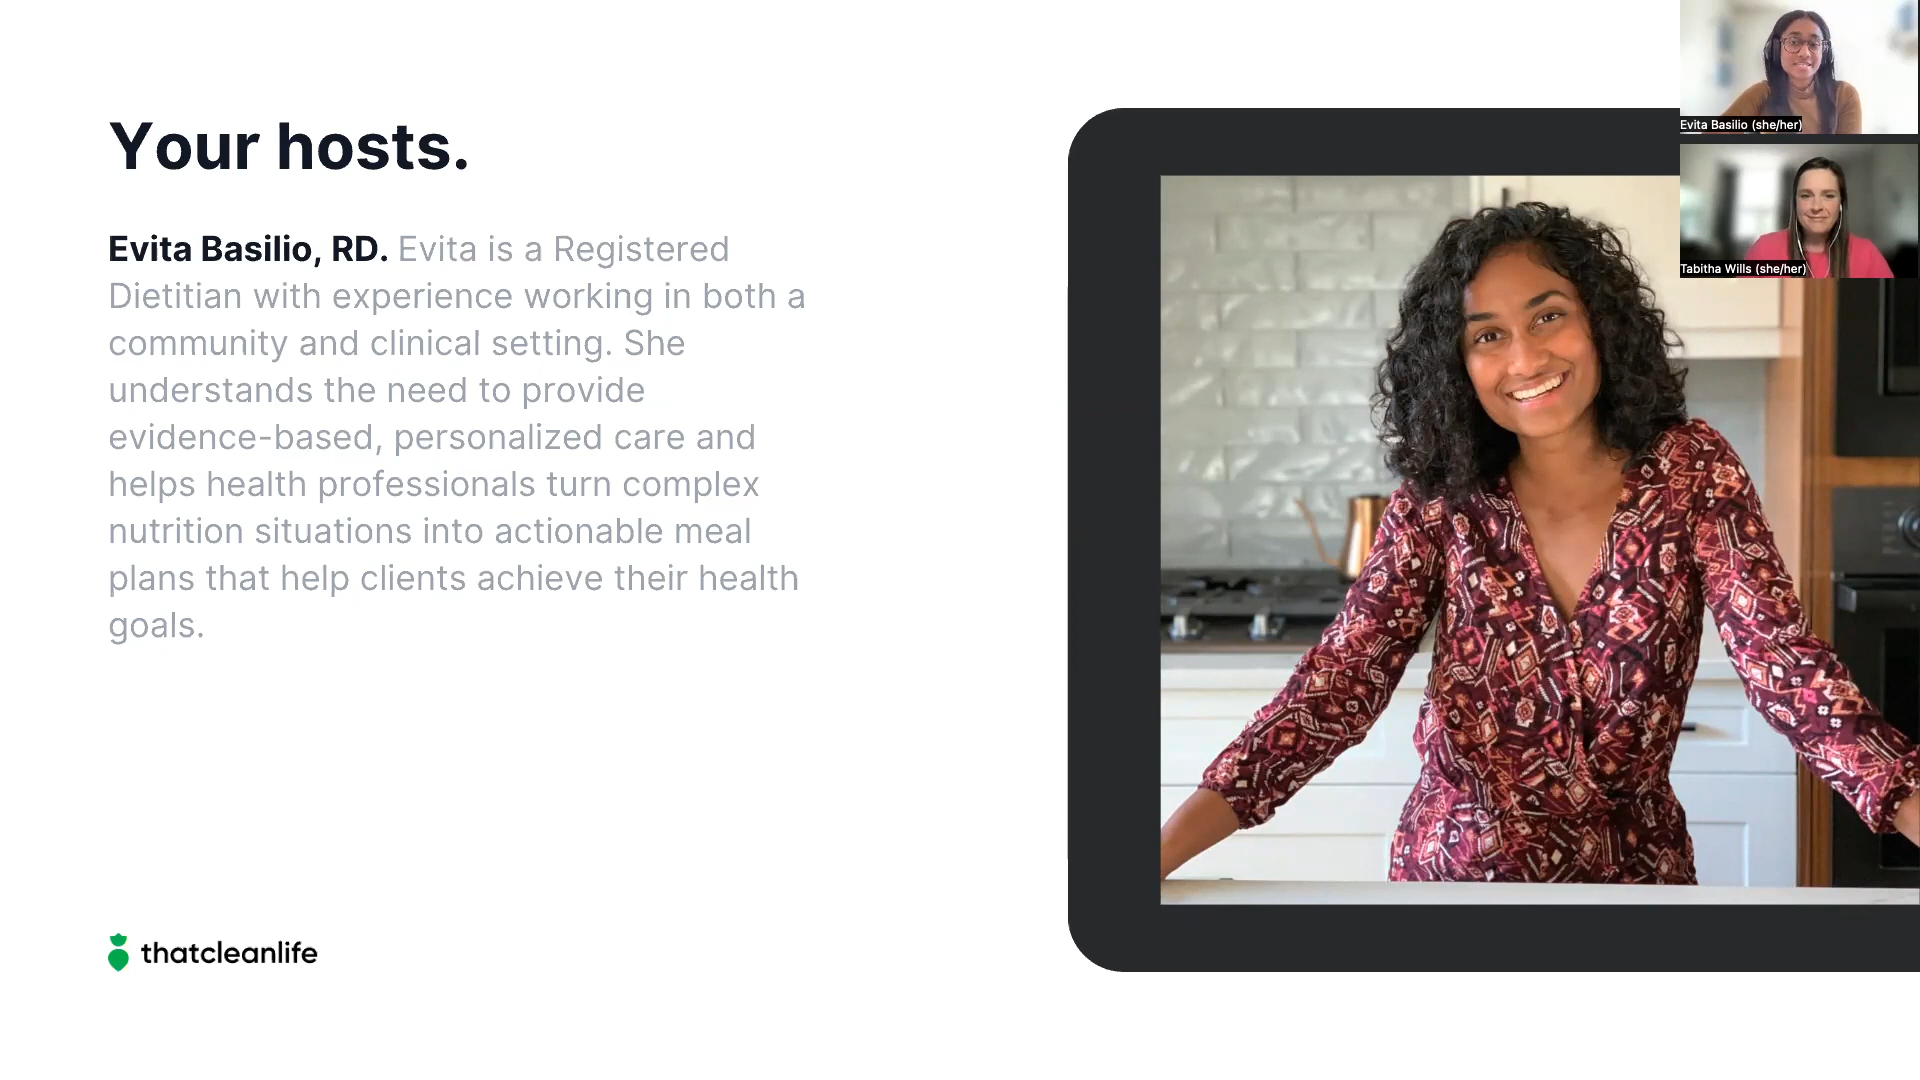 Your hosts.
Evita Basilio, RD. Evita is a Registered
Dietitian with experience working in both a
community and clinical setting. She
understands the need to provide
evidence-based, personalized care and
helps health professionals turn complex
nutrition situations into actionable meal
plans that help clients achieve their health
goals.
thatcleanlife
Evita Basilio (she/her)
Tabitha Wills (she/her)